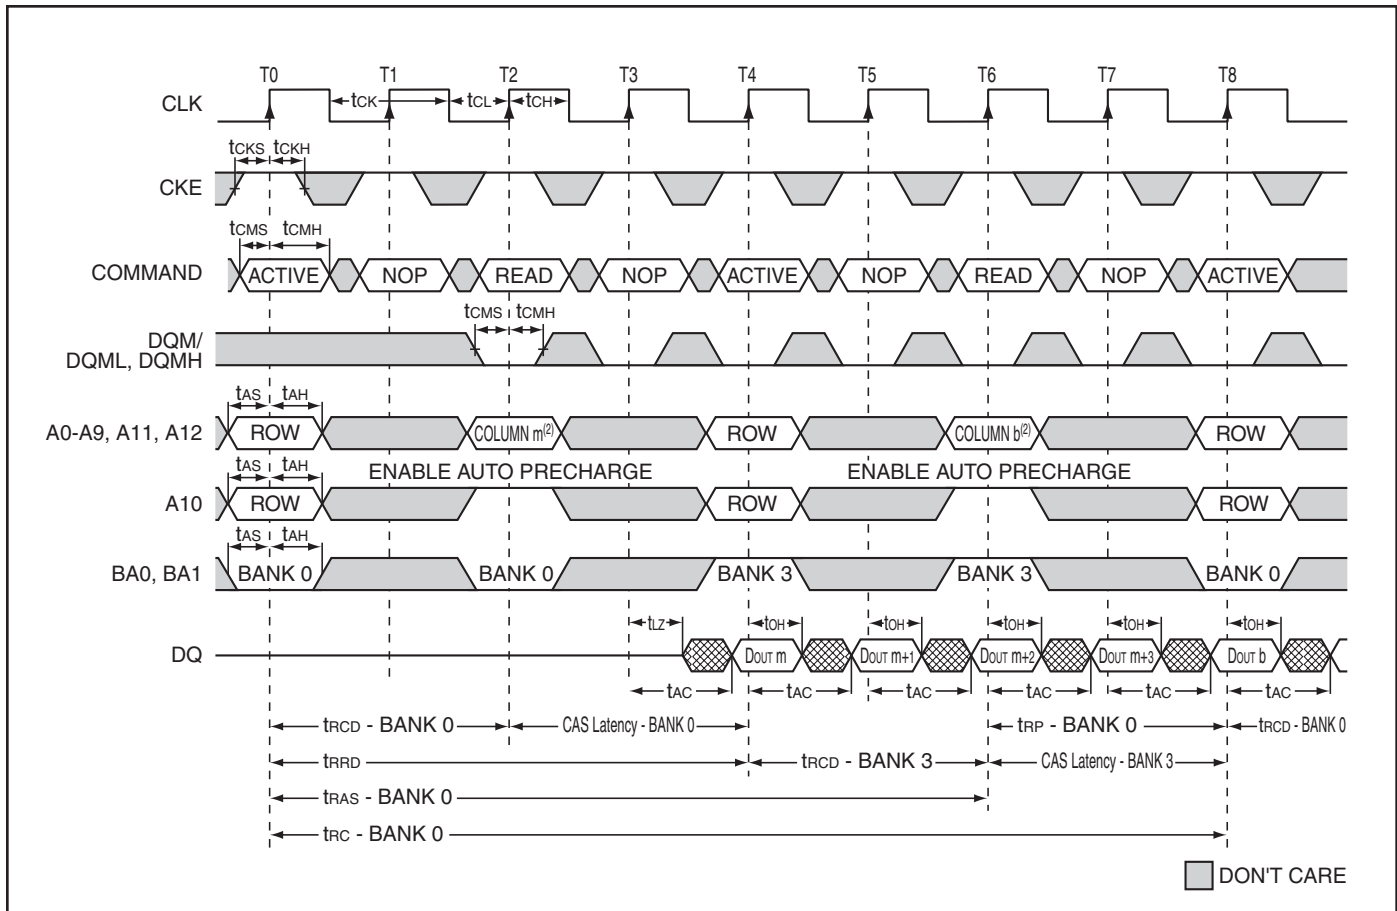 T0 T1 T2 T3 T4 T5 T6 T7 T8
CLK
tCK tCL tCH
tCKS tCKH
CKE
tCMS tCMH
COMMAND ACTIVE NOP READ NOP ACTIVE NOP READ NOP ACTIVE
tCMS tCMH
DQM/
DQML, DQMH
tAS tAH
A0-A9, A11, A12 ROW COLUMN m(2) ROW COLUMN b(2) ROW
tAS tAH ENABLE AUTO PRECHARGE ENABLE AUTO PRECHARGE
A10 ROW ROW ROW
tAS tAH
BA0, BA1 BANK 0 BANK 0 BANK 3 BANK 3 BANK 0
tLZ tOH tOH tOH tOH tOH
DQ DOUT m DOUT m+1 DOUT m+2 DOUT m+3 DOUT b
tAC tAC tAC tAC tAC tAC
tRCD - BANK 0 CAS Latency - BANK 0 tRP - BANK 0 tRCD - BANK 0
tRRD tRCD - BANK 3 CAS Latency - BANK 3
tRAS - BANK 0
tRC - BANK 0
DON'T CARE